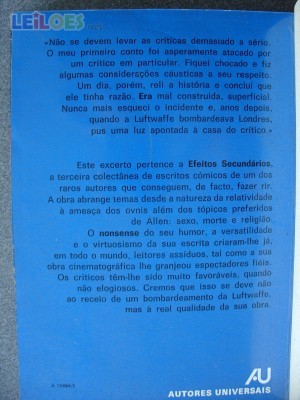 LEiLOES.net
«Não se devem levar as críticas demasiado a sério.
O meu primeiro conto foi asperamente atacado por
um crítico em particular. Fiquei chocado e fiz
algumas considerações cáusticas a seu respeito.
Um dia, porém, reli a história e concluí que
ele tinha razão. Era mal construída, superficial.
Nunca mais esqueci o incidente e, anos depois,
quando a Luftwaffe bombardeava Londres,
pus uma luz apontada à casa do crítico.»
Este excerto pertence a Efeitos Secundários,
a terceira colectânea de escritos cómicos de um dos
raros autores que conseguem, de facto, fazer rir.
A obra abrange temas desde a natureza da relatividade
à ameaça dos ovnis além dos tópicos preferidos
de Allen: sexo, morte e religião.
O nonsense do seu humor, a versatilidade
e o virtuosismo da sua escrita criaram-lhe já,
em todo o mundo, leitores assíduos, tal como a sua
obra cinematográfica lhe granjeou espectadores fiéis.
Os críticos têm-lhe sido muito favoráveis, quando
não elogiosos. Cremos que isso se deve não
ao receio de um bombardeamento da Luftwaffe,
mas à real qualidade da sua obra.
AU
AUTORES UNIVERSAIS